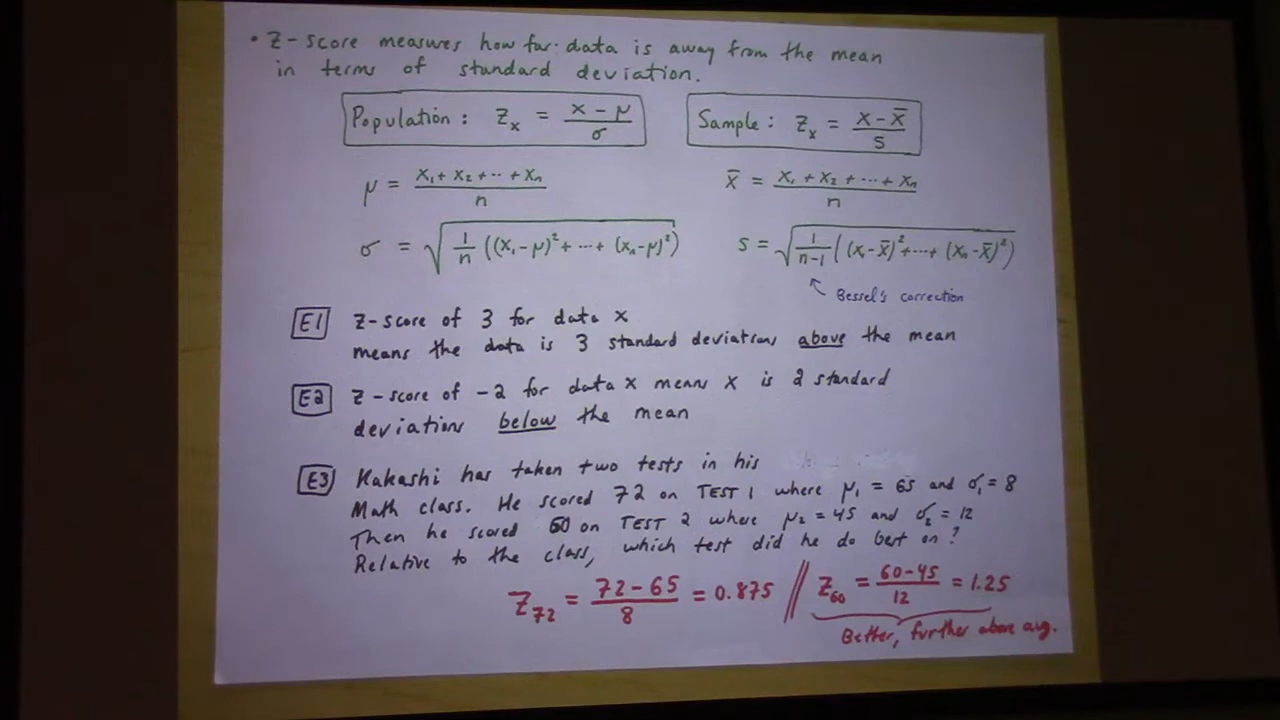 • Z-score measures how far data is away from the mean
in terms of standard deviation.
Population: Z_x = (x - μ)/σ
Sample: Z_x = (x - x̄)/s
μ = (x₁ + x₂ + ··· + xₙ)/n
x̄ = (x₁ + x₂ + ··· + xₙ)/n
σ = √(1/n ((x₁-μ)² + ··· + (xₙ-μ)²))
s = √(1/(n-1) ((x₁-x̄)² + ··· + (xₙ-x̄)²))
Bessel's correction
E1 Z-score of 3 for data x
means the data is 3 standard deviations above the mean
E2 Z-score of -2 for data x means x is 2 standard
deviations below the mean
E3 Kakashi has taken two tests in his
Math class. He scored 72 on TEST 1 where μ₁ = 65 and σ₁ = 8
Then he scored 60 on TEST 2 where μ₂ = 45 and σ₂ = 12
Relative to the class, which test did he do best on?
Z₇₂ = (72-65)/8 = 0.875 // Z₆₀ = (60-45)/12 = 1.25
Better, further above avg.